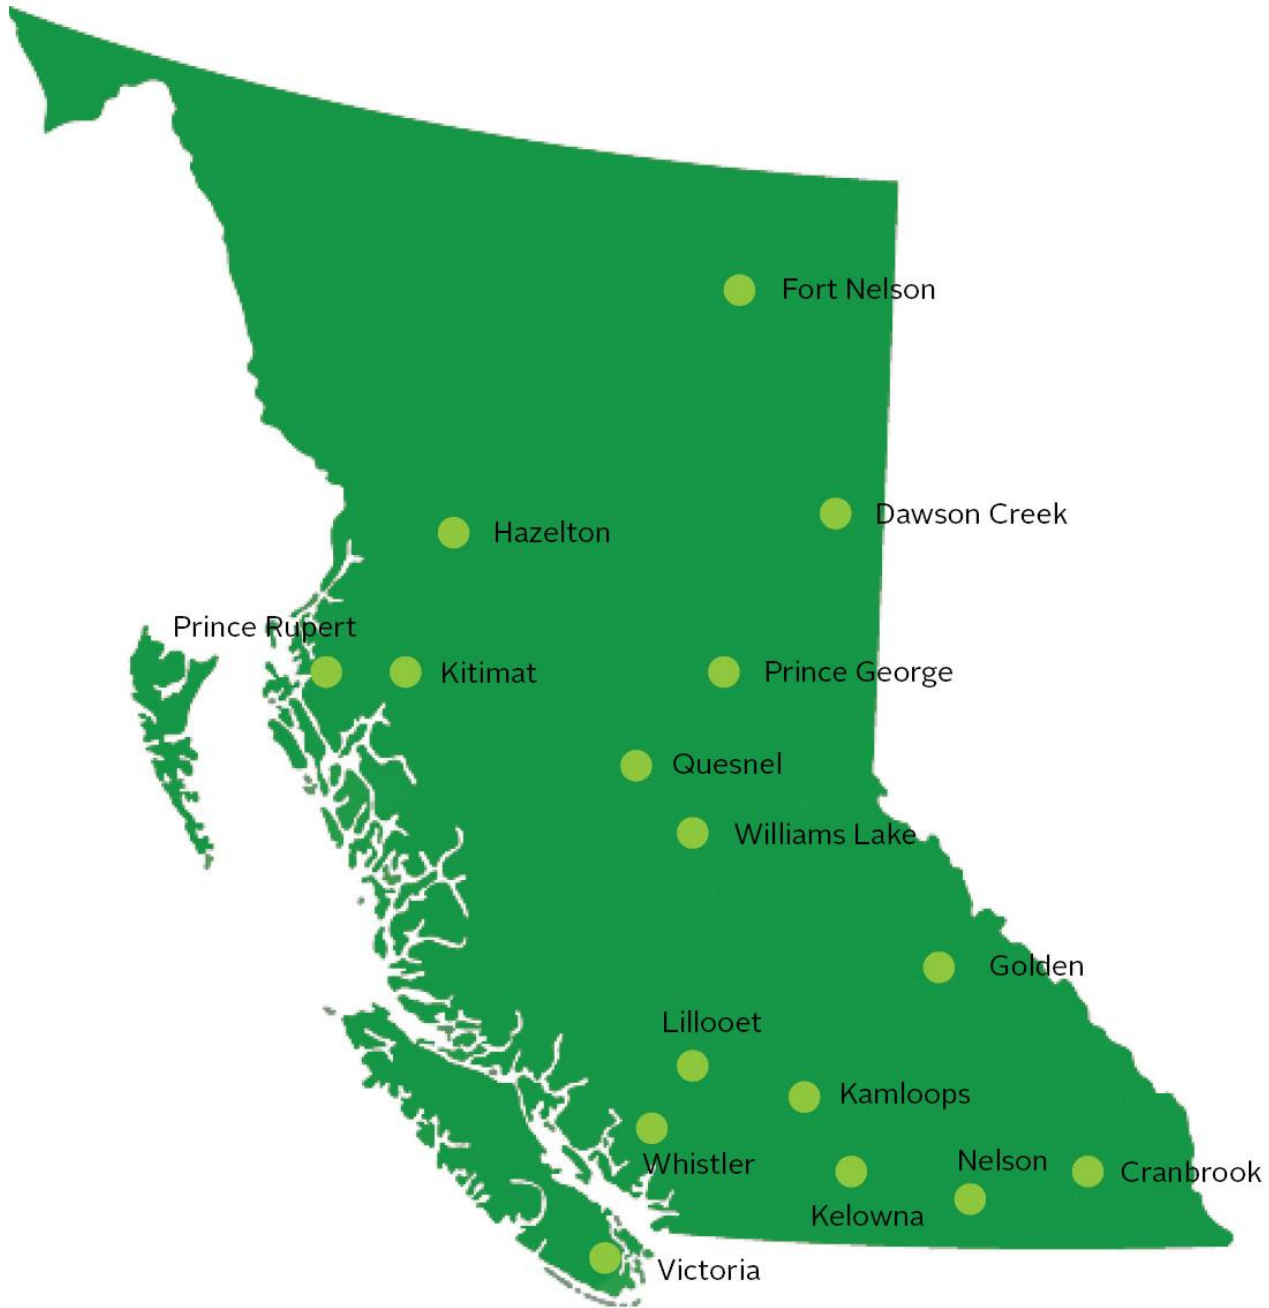 Fort Nelson
Dawson Creek
Hazelton
Prince Rupert
Kitimat
Prince George
Quesnel
Williams Lake
Golden
Lillooet
Kamloops
Whistler
Nelson
Cranbrook
Kelowna
Victoria